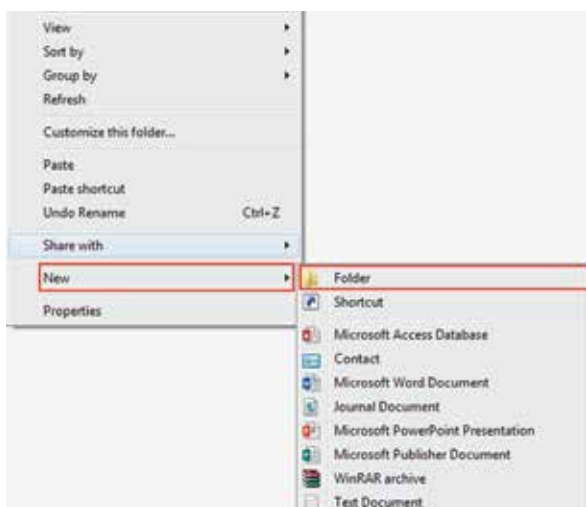 View
Sort by
Group by
Refresh
Customize this folder...
Paste
Paste shortcut
Undo Rename Ctrl+Z
Share with
New
Properties
Folder
Shortcut
Microsoft Access Database
Contact
Microsoft Word Document
Journal Document
Microsoft PowerPoint Presentation
Microsoft Publisher Document
WinRAR archive
Text Document